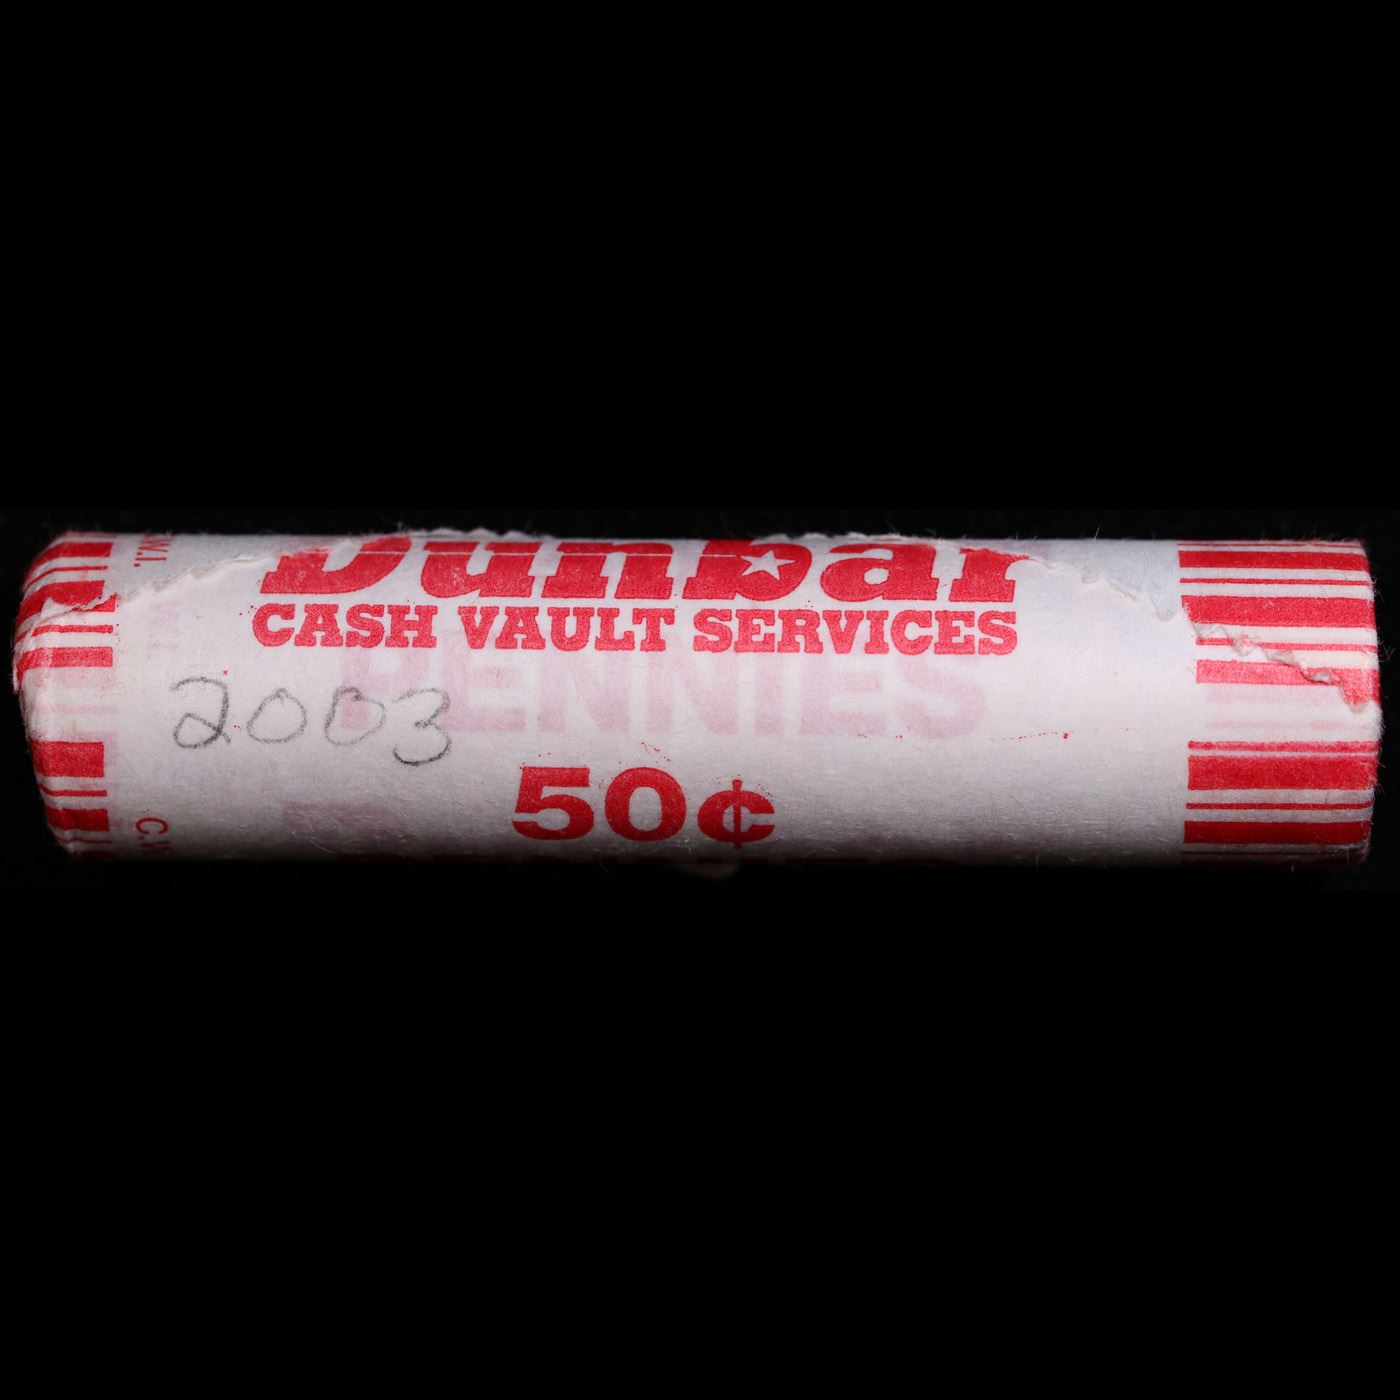 Dunbar
CASH VAULT SERVICES
PENNIES
2003
50¢